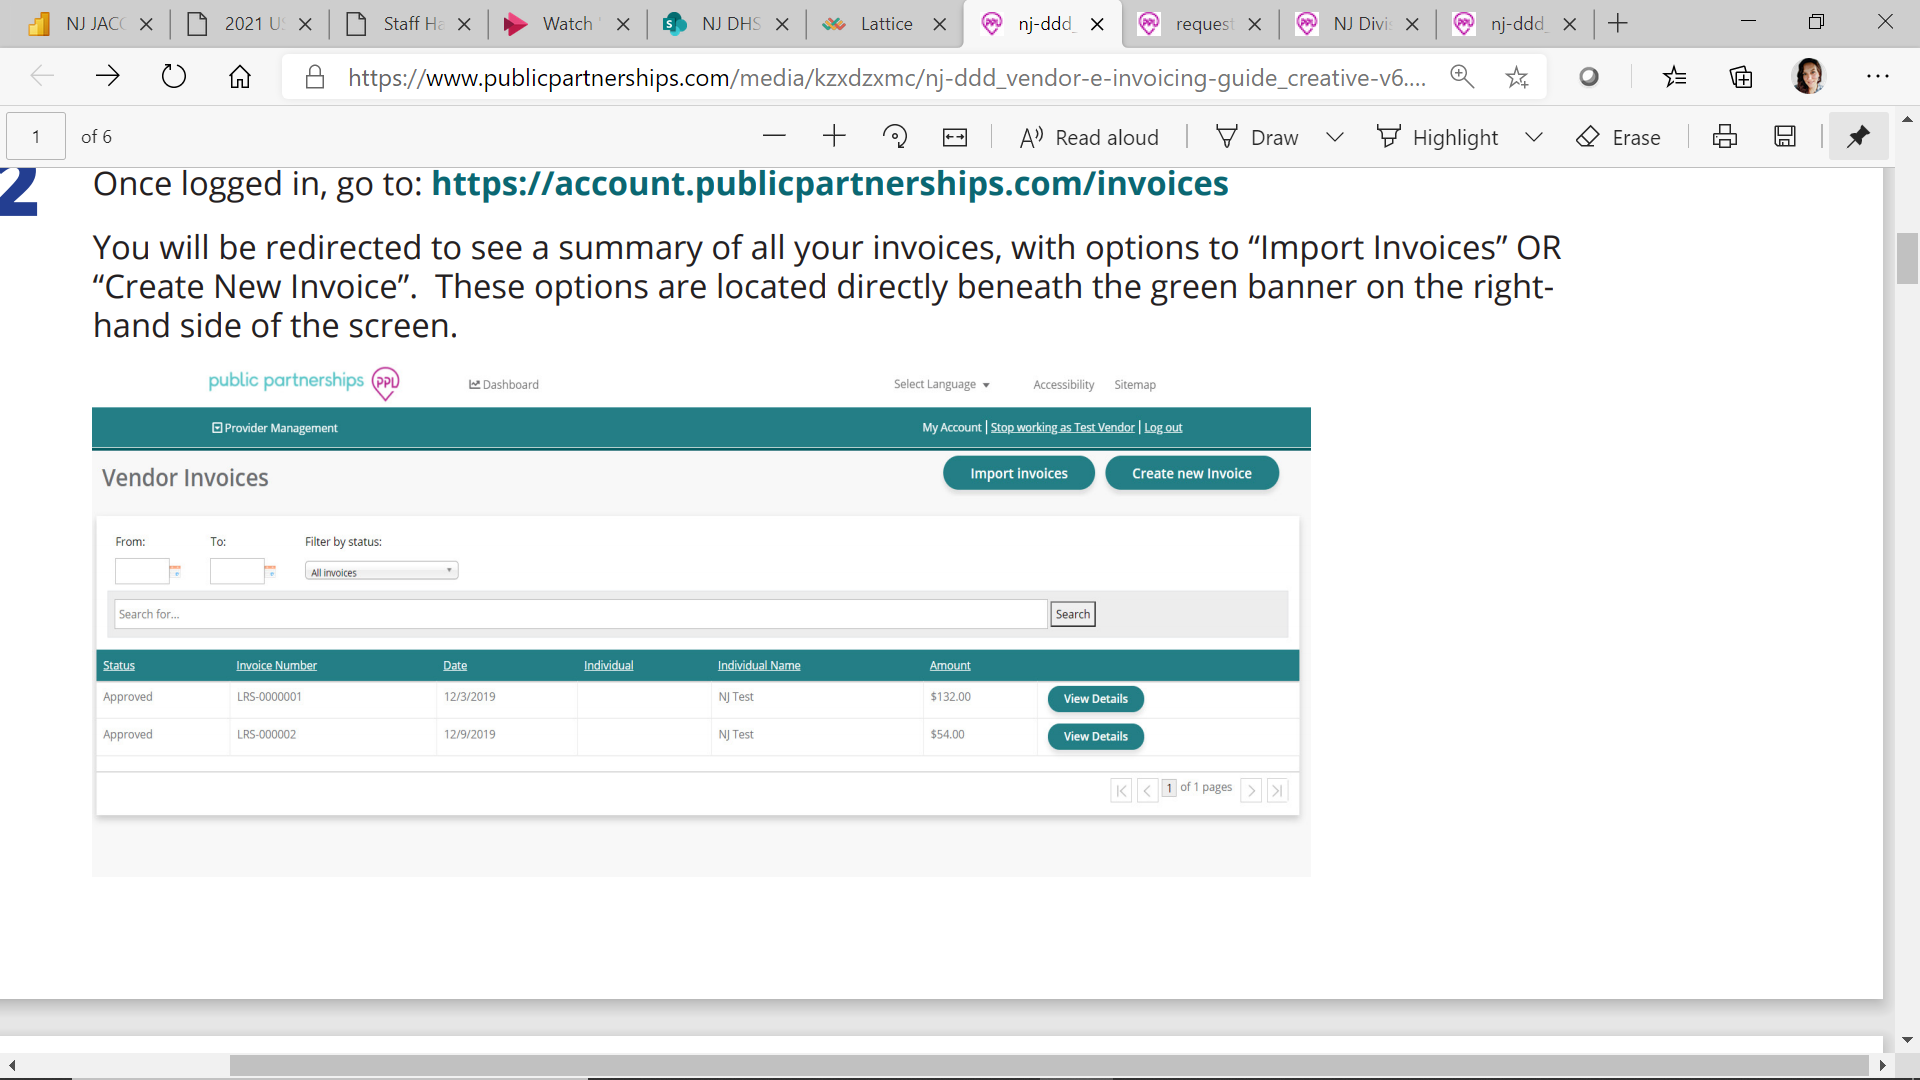 NJ JAC
2021 U
Staff Ha
Watch
NJ DHS
Lattice
nj-ddd_
request
NJ Divi
nj-ddd_
https://www.publicpartnerships.com/media/kzxdzxmc/nj-ddd_vendor-e-invoicing-guide_creative-v6....
1 of 6
Read aloud
Draw
Highlight
Erase
2
Once logged in, go to: https://account.publicpartnerships.com/invoices
You will be redirected to see a summary of all your invoices, with options to “Import Invoices” OR
“Create New Invoice”. These options are located directly beneath the green banner on the right-
hand side of the screen.
public partnerships PPL
Dashboard
Select Language
Accessibility
Sitemap
Provider Management
My Account | Stop working as Test Vendor | Log out
Vendor Invoices
Import invoices
Create new Invoice
From:
To:
Filter by status:
All invoices
Search for...
Search
Status Invoice Number Date Individual Individual Name Amount
Approved LRS-0000001 12/3/2019 NJ Test $132.00 View Details
Approved LRS-000002 12/9/2019 NJ Test $54.00 View Details
1 of 1 pages